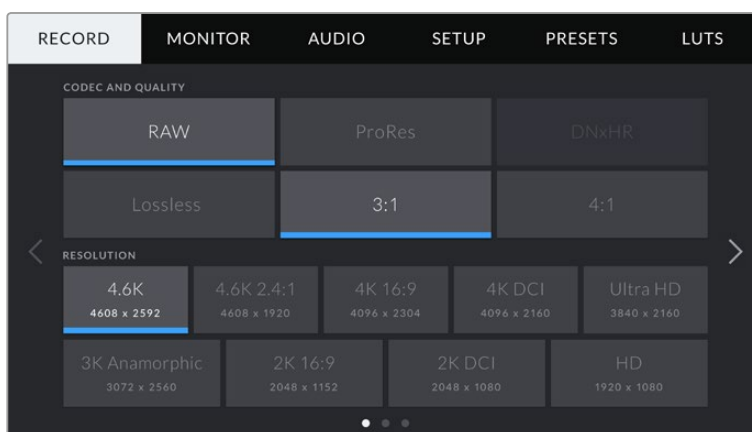 RECORD MONITOR AUDIO SETUP PRESETS LUTS
CODEC AND QUALITY
RAW ProRes DNxHR
Lossless 3:1 4:1
RESOLUTION
4.6K 4.6K 2.4:1 4K 16:9 4K DCI Ultra HD
4608 x 2592 4608 x 1920 4096 x 2304 4096 x 2160 3840 x 2160
3K Anamorphic 2K 16:9 2K DCI HD
3072 x 2560 2048 x 1152 2048 x 1080 1920 x 1080